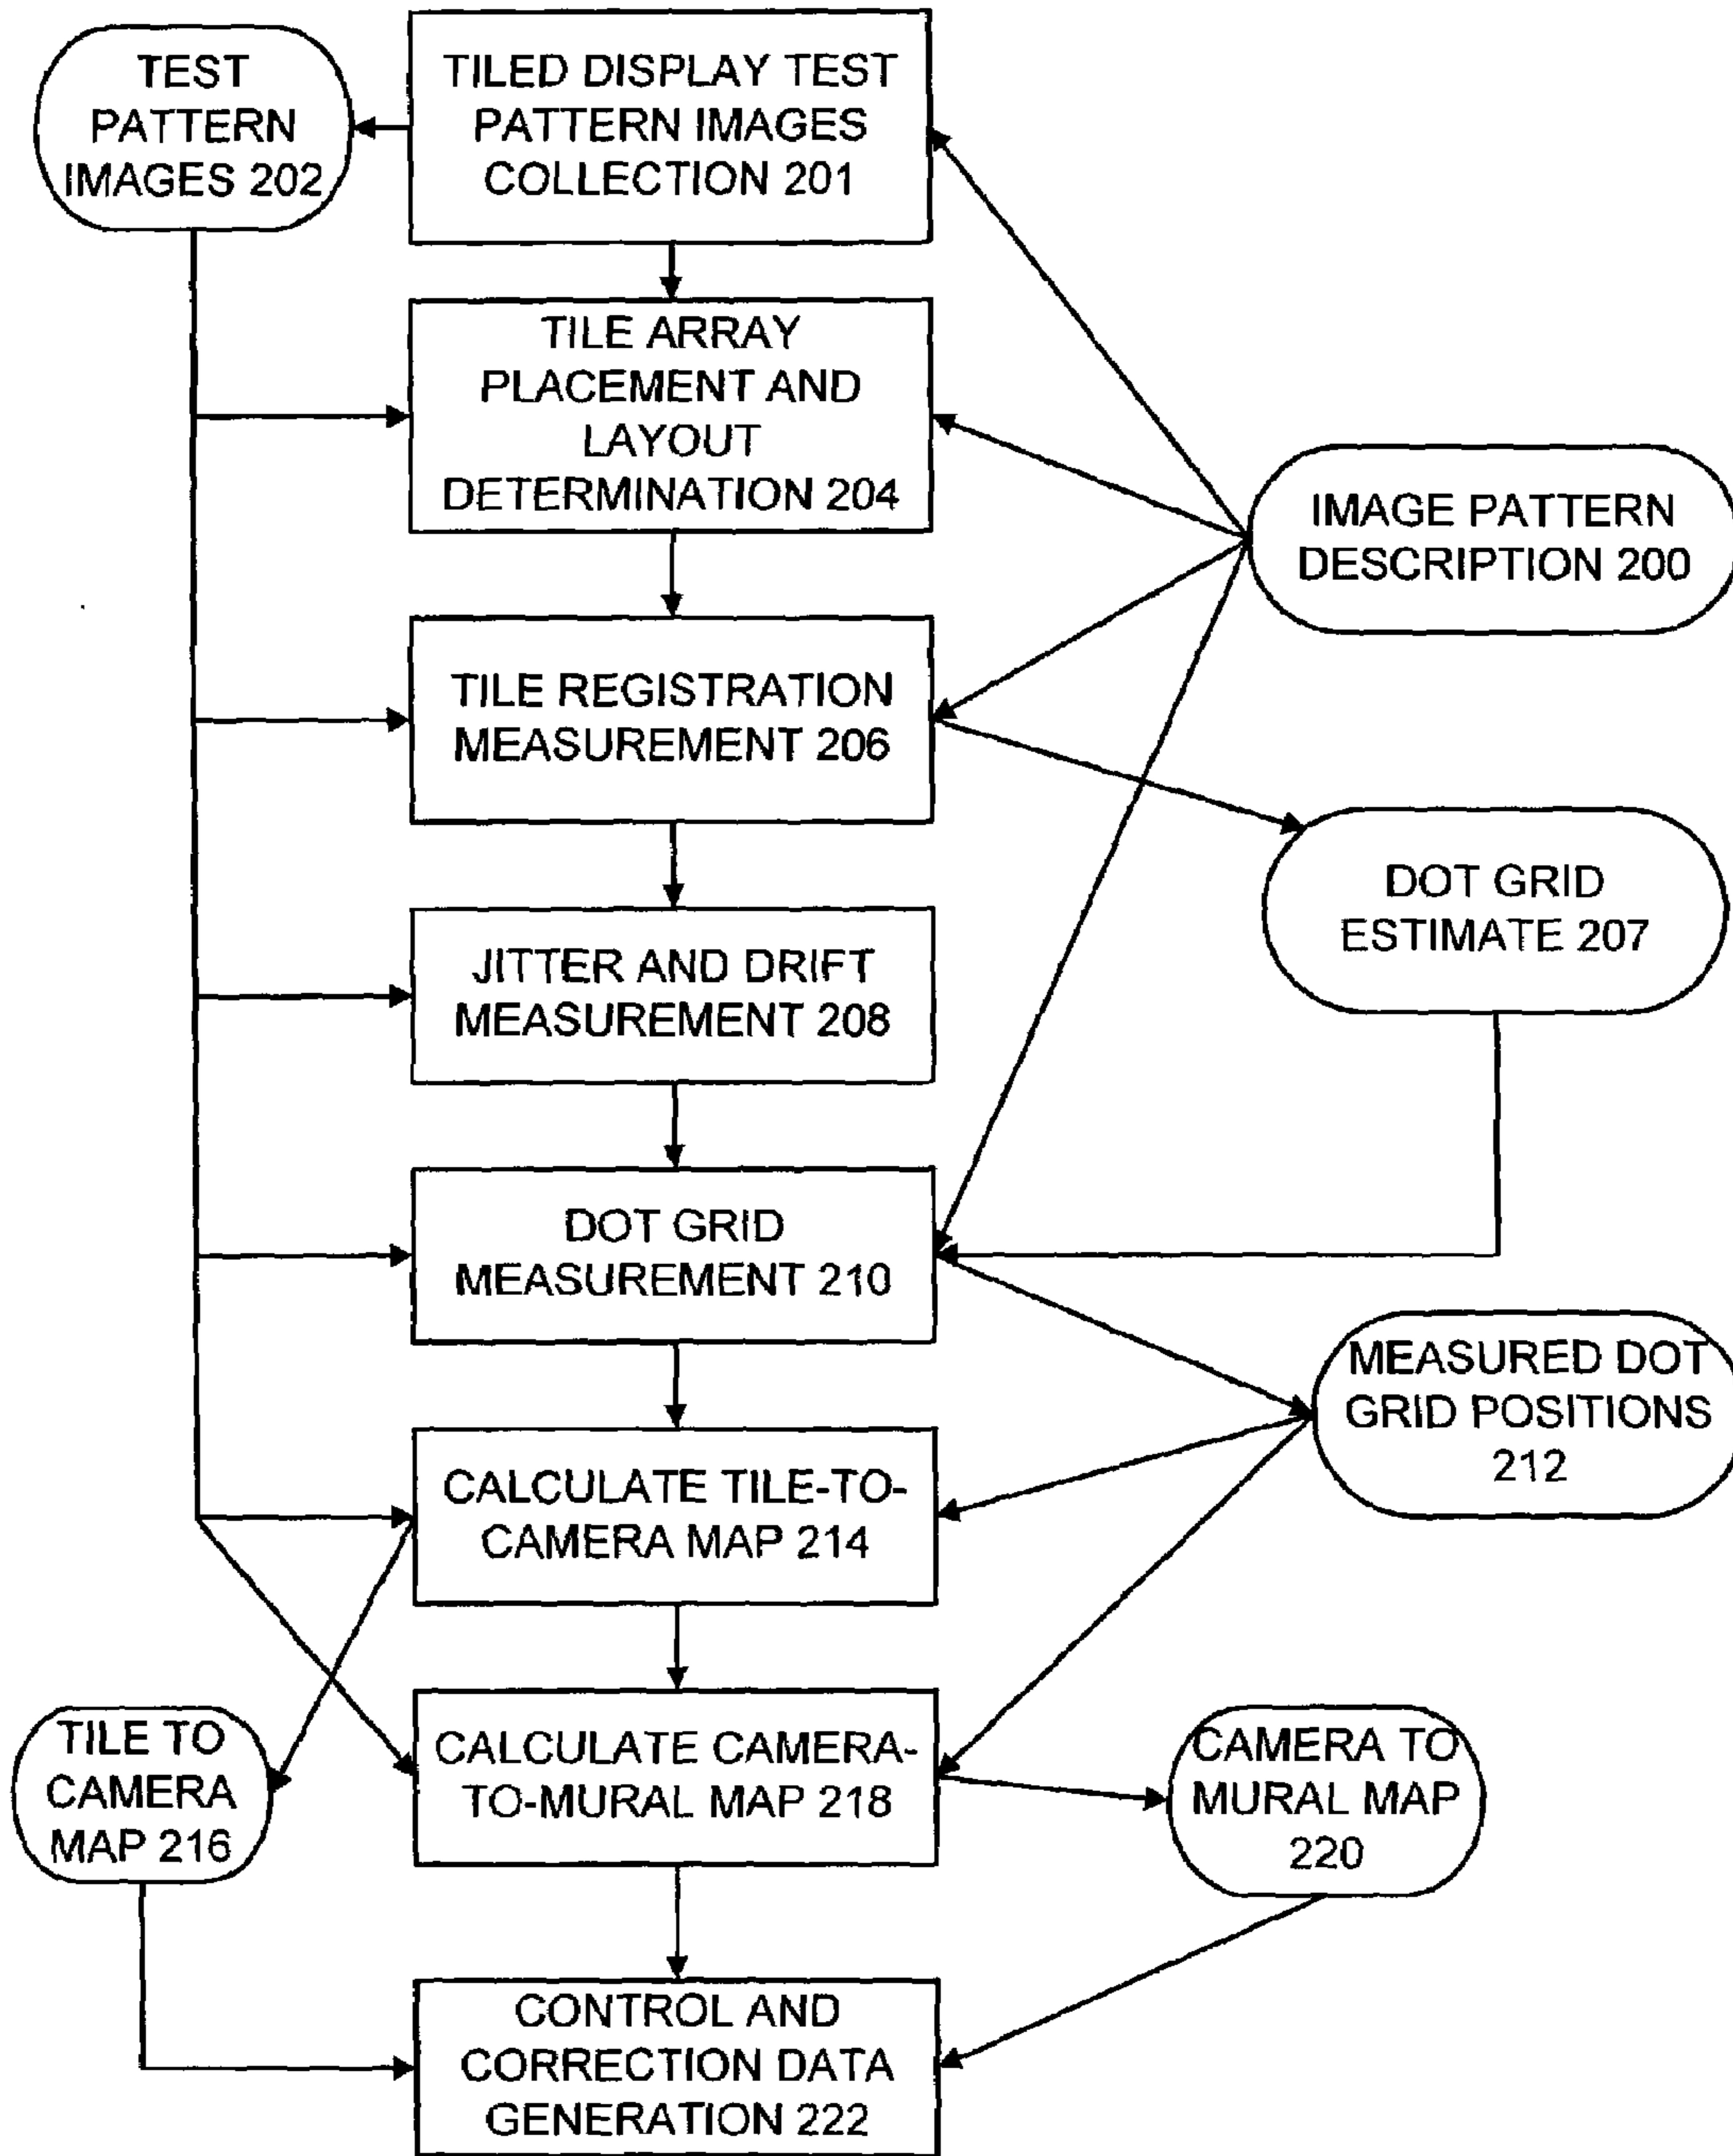 TEST
PATTERN
IMAGES 202
TILED DISPLAY TEST
PATTERN IMAGES
COLLECTION 201
TILE ARRAY
PLACEMENT AND
LAYOUT
DETERMINATION 204
IMAGE PATTERN
DESCRIPTION 200
TILE REGISTRATION
MEASUREMENT 206
DOT GRID
ESTIMATE 207
JITTER AND DRIFT
MEASUREMENT 208
DOT GRID
MEASUREMENT 210
MEASURED DOT
GRID POSITIONS
212
CALCULATE TILE-TO-
CAMERA MAP 214
TILE TO
CAMERA
MAP 216
CALCULATE CAMERA-
TO-MURAL MAP 218
CAMERA TO
MURAL MAP
220
CONTROL AND
CORRECTION DATA
GENERATION 222